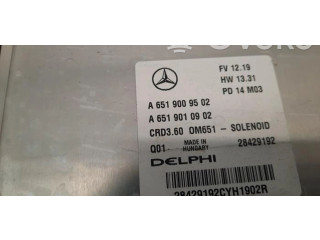 FV 12.19
HW 13.31
PD 14 M03
A 651 900 95 02
A 651 901 09 02
CRD3.60 OM651 - SOLENOID
Q01 MADE IN HUNGARY 28429192
DELPHI
28429192CYH1902R